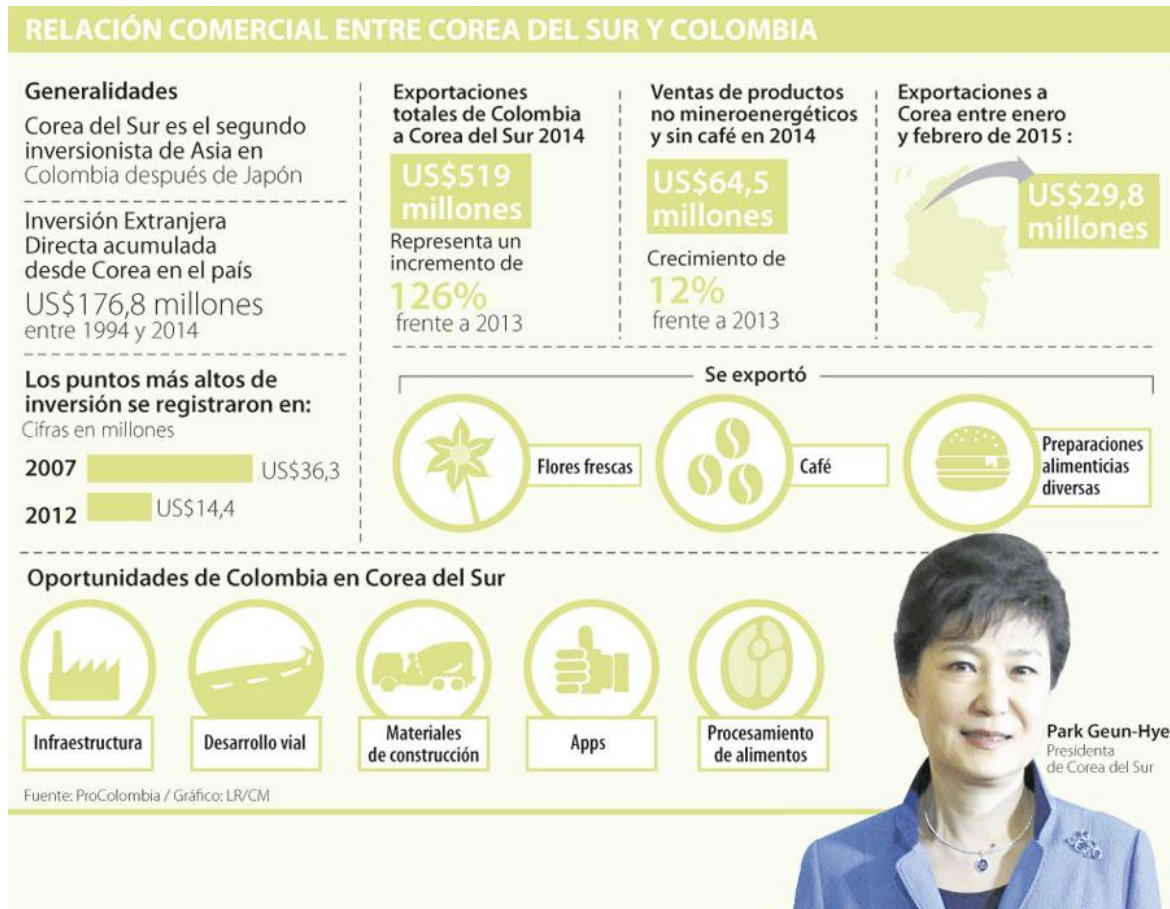 RELACIÓN COMERCIAL ENTRE COREA DEL SUR Y COLOMBIA
Generalidades
Corea del Sur es el segundo
inversionista de Asia en
Colombia después de Japón
Inversión Extranjera
Directa acumulada
desde Corea en el país
US$176,8 millones
entre 1994 y 2014
Los puntos más altos de
inversión se registraron en:
Cifras en millones
2007 US$36,3
2012 US$14,4
Exportaciones
totales de Colombia
a Corea del Sur 2014
US$519
millones
Representa un
incremento de
126%
frente a 2013
Ventas de productos
no mineroenergéticos
y sin café en 2014
US$64,5
millones
Crecimiento de
12%
frente a 2013
Exportaciones a
Corea entre enero
y febrero de 2015 :
US$29,8
millones
Se exportó
Flores frescas
Café
Preparaciones
alimenticias
diversas
Oportunidades de Colombia en Corea del Sur
Infraestructura
Desarrollo vial
Materiales
de construcción
Apps
Procesamiento
de alimentos
Park Geun-Hye
Presidenta
de Corea del Sur
Fuente: ProColombia / Gráfico: LR/CM